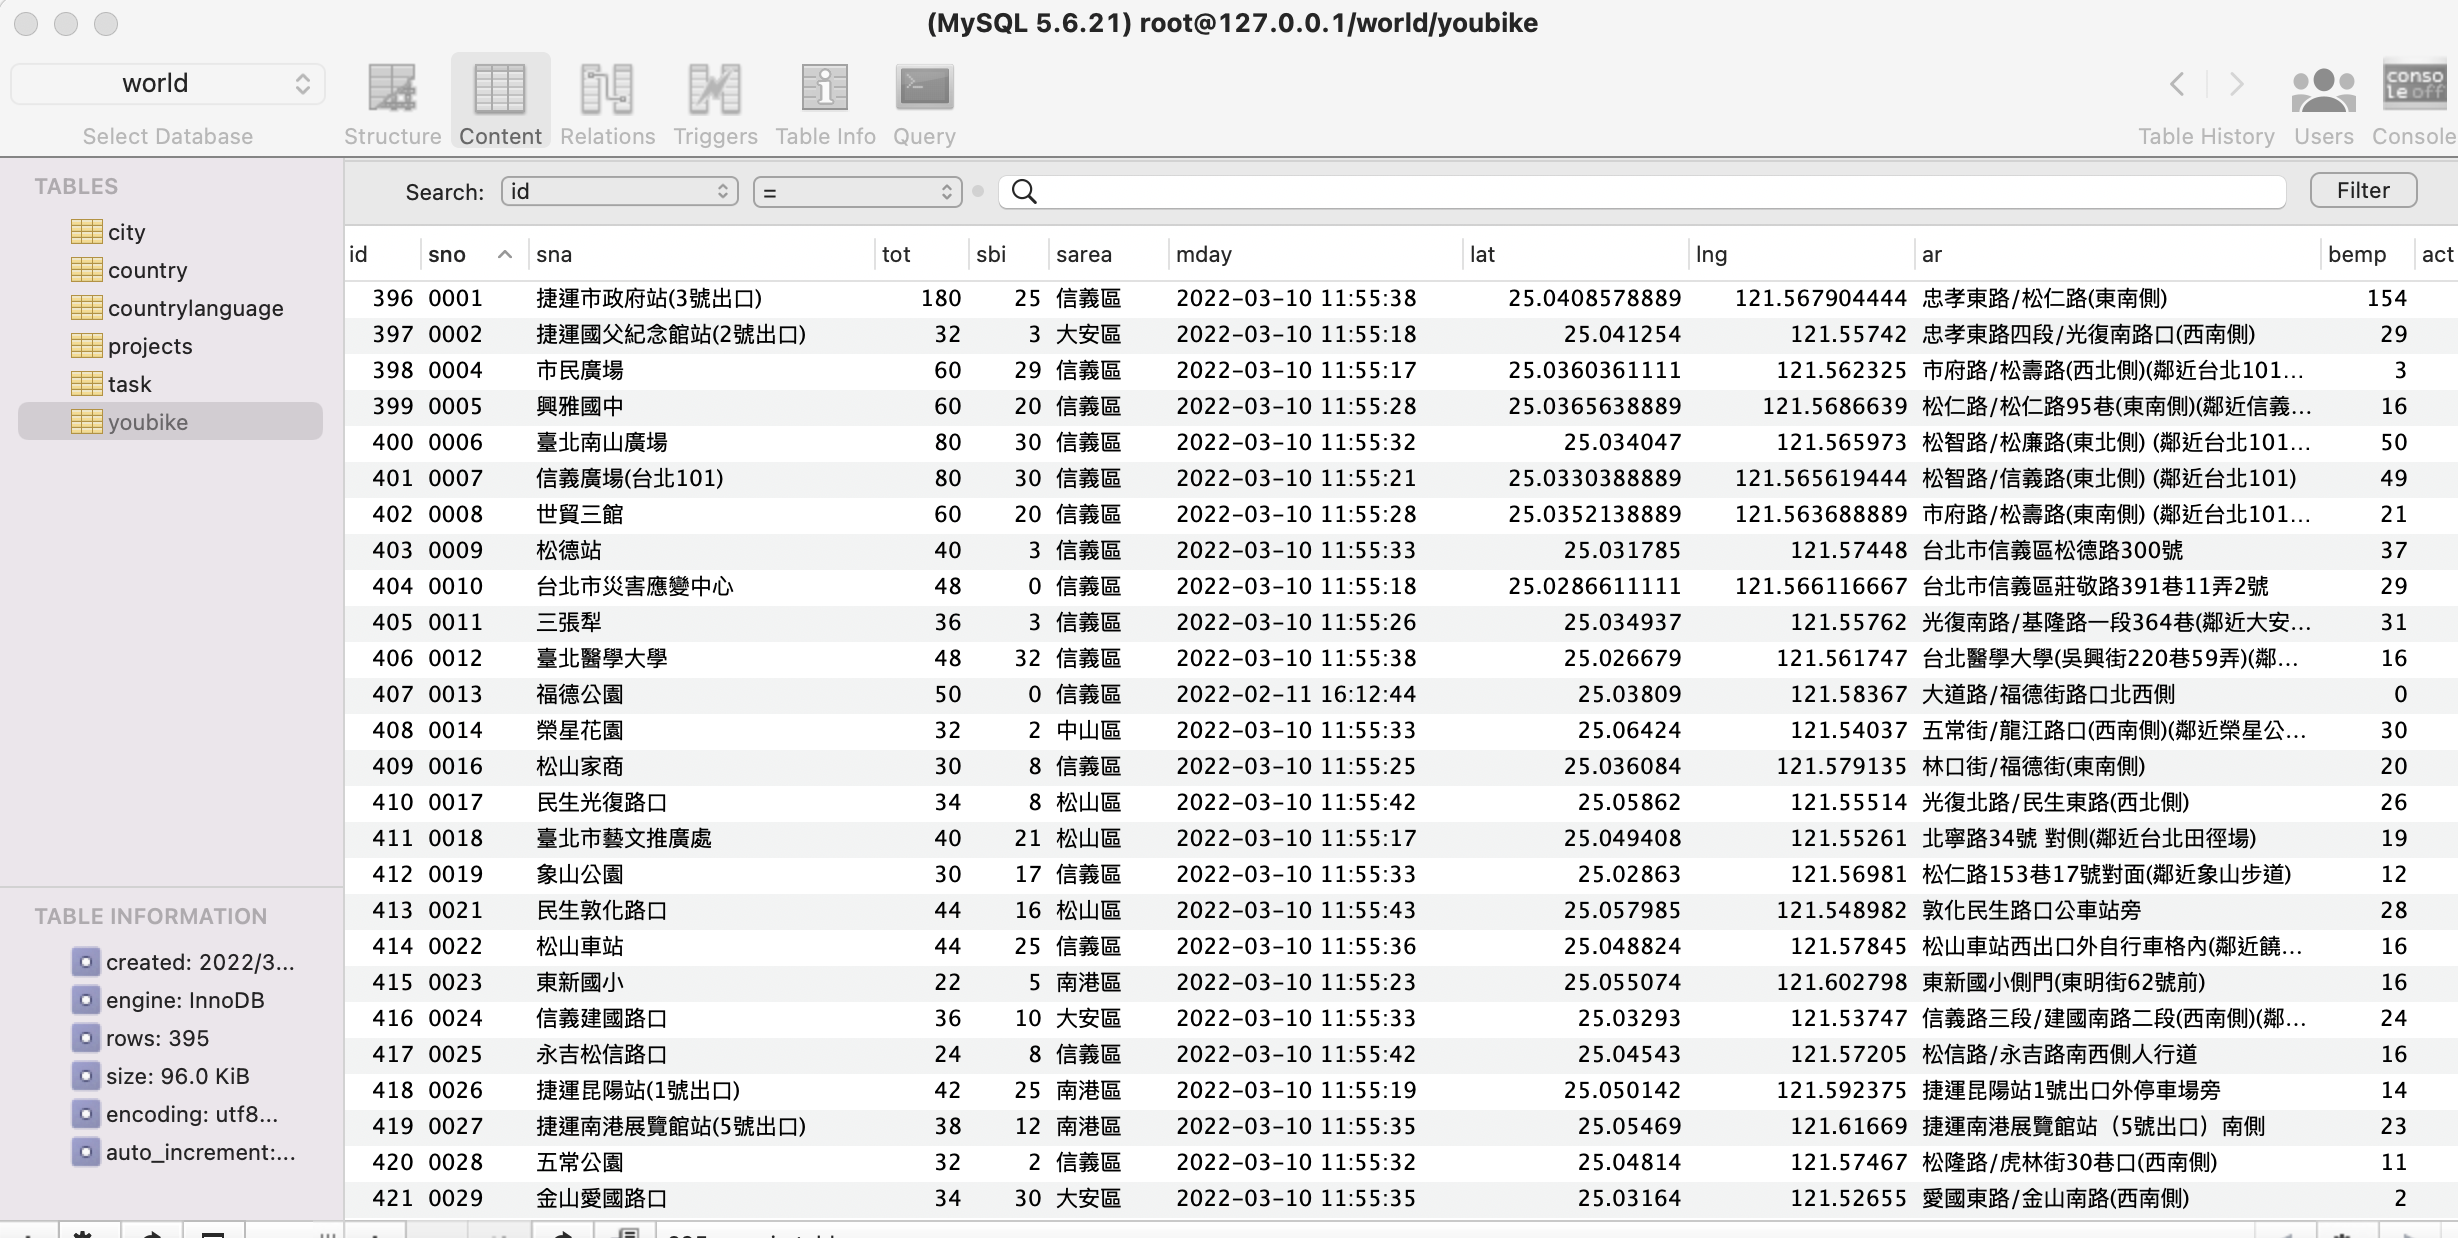 (MySQL 5.6.21) root@127.0.0.1/world/youbike
world
Select Database
Structure Content Relations Triggers Table Info Query
conso
le off
Table History Users Console
TABLES
city
country
countrylanguage
projects
task
youbike
TABLE INFORMATION
created: 2022/3...
engine: InnoDB
rows: 395
size: 96.0 KiB
encoding: utf8...
auto_increment:...
Search: id = Filter
id sno sna tot sbi sarea mday lat lng ar bemp act
396 0001 捷運市政府站(3號出口) 180 25 信義區 2022-03-10 11:55:38 25.0408578889 121.567904444 忠孝東路/松仁路(東南側) 154
397 0002 捷運國父紀念館站(2號出口) 32 3 大安區 2022-03-10 11:55:18 25.041254 121.55742 忠孝東路四段/光復南路口(西南側) 29
398 0004 市民廣場 60 29 信義區 2022-03-10 11:55:17 25.0360361111 121.562325 市府路/松壽路(西北側)(鄰近台北101... 3
399 0005 興雅國中 60 20 信義區 2022-03-10 11:55:28 25.0365638889 121.5686639 松仁路/松仁路95巷(東南側)(鄰近信義... 16
400 0006 臺北南山廣場 80 30 信義區 2022-03-10 11:55:32 25.034047 121.565973 松智路/松廉路(東北側) (鄰近台北101... 50
401 0007 信義廣場(台北101) 80 30 信義區 2022-03-10 11:55:21 25.0330388889 121.565619444 松智路/信義路(東北側) (鄰近台北101) 49
402 0008 世貿三館 60 20 信義區 2022-03-10 11:55:28 25.0352138889 121.563688889 市府路/松壽路(東南側) (鄰近台北101... 21
403 0009 松德站 40 3 信義區 2022-03-10 11:55:33 25.031785 121.57448 台北市信義區松德路300號 37
404 0010 台北市災害應變中心 48 0 信義區 2022-03-10 11:55:18 25.0286611111 121.566116667 台北市信義區莊敬路391巷11弄2號 29
405 0011 三張犁 36 3 信義區 2022-03-10 11:55:26 25.034937 121.55762 光復南路/基隆路一段364巷(鄰近大安... 31
406 0012 臺北醫學大學 48 32 信義區 2022-03-10 11:55:38 25.026679 121.561747 台北醫學大學(吳興街220巷59弄)(鄰... 16
407 0013 福德公園 50 0 信義區 2022-02-11 16:12:44 25.03809 121.58367 大道路/福德街路口北西側 0
408 0014 榮星花園 32 2 中山區 2022-03-10 11:55:33 25.06424 121.54037 五常街/龍江路口(西南側)(鄰近榮星公... 30
409 0016 松山家商 30 8 信義區 2022-03-10 11:55:25 25.036084 121.579135 林口街/福德街(東南側) 20
410 0017 民生光復路口 34 8 松山區 2022-03-10 11:55:42 25.05862 121.55514 光復北路/民生東路(西北側) 26
411 0018 臺北市藝文推廣處 40 21 松山區 2022-03-10 11:55:17 25.049408 121.55261 北寧路34號 對側(鄰近台北田徑場) 19
412 0019 象山公園 30 17 信義區 2022-03-10 11:55:33 25.02863 121.56981 松仁路153巷17號對面(鄰近象山步道) 12
413 0021 民生敦化路口 44 16 松山區 2022-03-10 11:55:43 25.057985 121.548982 敦化民生路口公車站旁 28
414 0022 松山車站 44 25 信義區 2022-03-10 11:55:36 25.048824 121.57845 松山車站西出口外自行車格內(鄰近饒... 16
415 0023 東新國小 22 5 南港區 2022-03-10 11:55:23 25.055074 121.602798 東新國小側門(東明街62號前) 16
416 0024 信義建國路口 36 10 大安區 2022-03-10 11:55:33 25.03293 121.53747 信義路三段/建國南路二段(西南側)(鄰... 24
417 0025 永吉松信路口 24 8 信義區 2022-03-10 11:55:42 25.04543 121.57205 松信路/永吉路南西側人行道 16
418 0026 捷運昆陽站(1號出口) 42 25 南港區 2022-03-10 11:55:19 25.050142 121.592375 捷運昆陽站1號出口外停車場旁 14
419 0027 捷運南港展覽館站(5號出口) 38 12 南港區 2022-03-10 11:55:35 25.05469 121.61669 捷運南港展覽館站（5號出口）南側 23
420 0028 五常公園 32 2 信義區 2022-03-10 11:55:32 25.04814 121.57467 松隆路/虎林街30巷口(西南側) 11
421 0029 金山愛國路口 34 30 大安區 2022-03-10 11:55:35 25.03164 121.52655 愛國東路/金山南路(西南側) 2